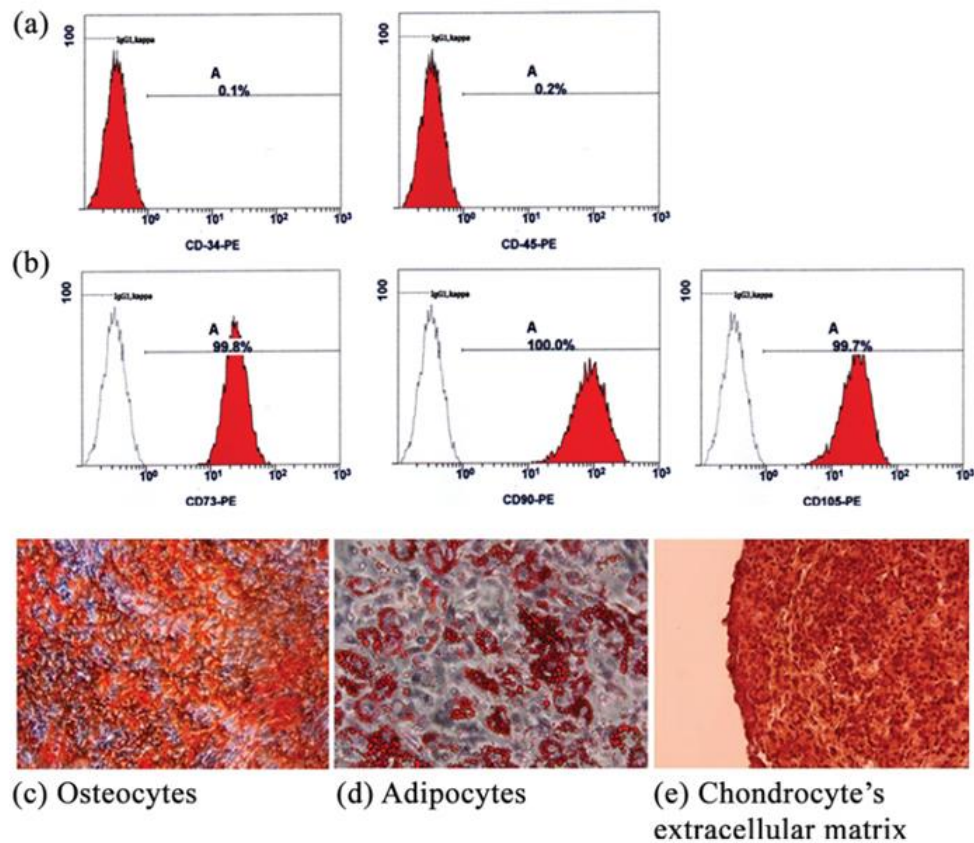 (a)
100
IgG1,kappa
A
0.1%
10⁰ 10¹ 10² 10³
CD-34-PE
100
IgG1,kappa
A
0.2%
10⁰ 10¹ 10² 10³
CD-45-PE
(b)
100
IgG1,kappa
A
99.8%
10⁰ 10¹ 10² 10³
CD73-PE
100
IgG1,kappa
A
100.0%
10⁰ 10¹ 10² 10³
CD90-PE
100
IgG1,kappa
A
99.7%
10⁰ 10¹ 10² 10³
CD105-PE
(c) Osteocytes
(d) Adipocytes
(e) Chondrocyte’s
extracellular matrix